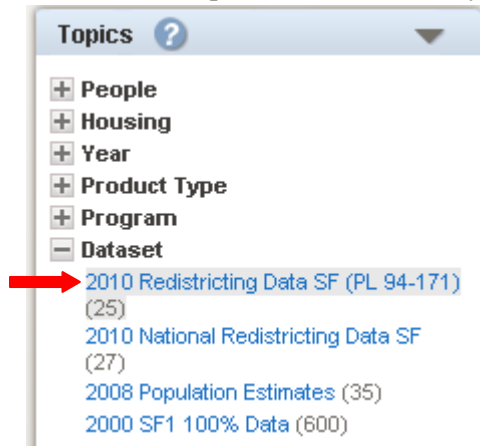 Topics ?
People
Housing
Year
Product Type
Program
Dataset
2010 Redistricting Data SF (PL 94-171)
(25)
2010 National Redistricting Data SF
(27)
2008 Population Estimates (35)
2000 SF1 100% Data (600)